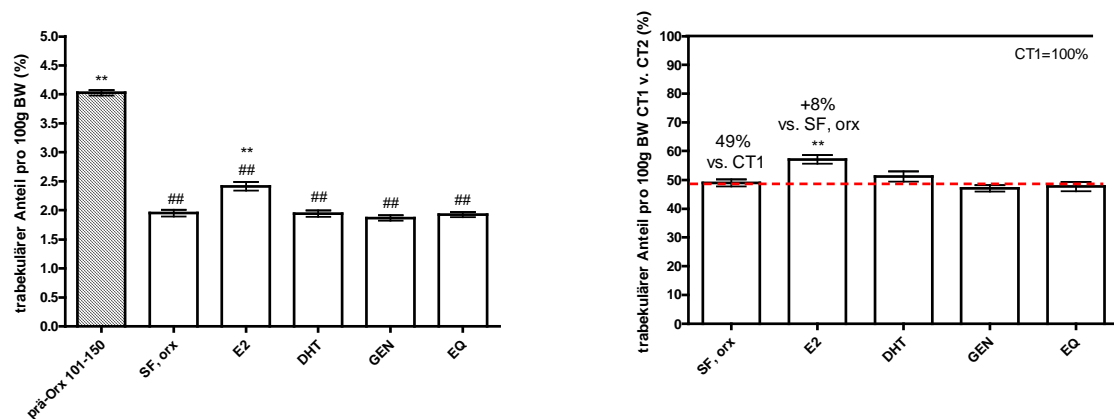 trabekulärer Anteil pro 100g BW (%)
5.0
4.5
4.0
3.5
3.0
2.5
2.0
1.5
1.0
0.5
0.0
**
##
**
##
##
##
##
prä-Orx 101-150
SF, orx
E2
DHT
GEN
EQ
trabekulärer Anteil pro 100g BW CT1 v. CT2 (%)
100
90
80
70
60
50
40
30
20
10
0
CT1=100%
49%
vs. CT1
+8%
vs. SF, orx
**
SF, orx
E2
DHT
GEN
EQ